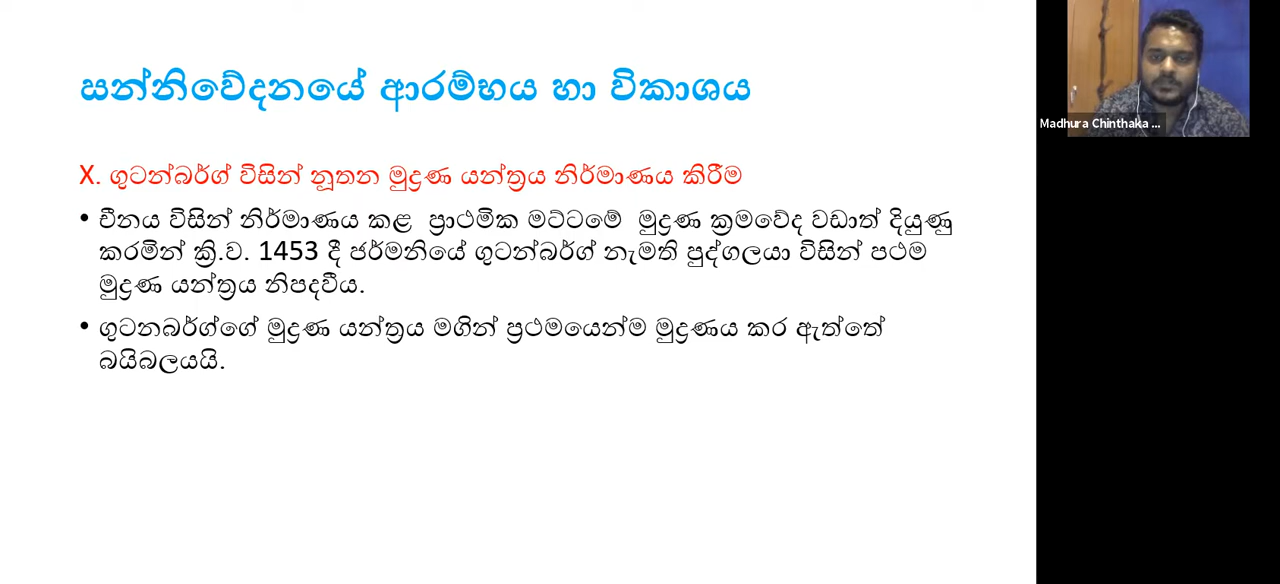 සන්නිවේදනයේ ආරම්භය හා විකාශය
X. ගුටන්බර්ග් විසින් නූතන මුද්‍රණ යන්ත්‍රය නිර්මාණය කිරීම
• චීනය විසින් නිර්මාණය කළ ප්‍රාථමික මට්ටමේ මුද්‍රණ ක්‍රමවේද වඩාත් දියුණු
කරමින් ක්‍රි.ව. 1453 දී ජර්මනියේ ගුටන්බර්ග් නැමති පුද්ගලයා විසින් පථම
මුද්‍රණ යන්ත්‍රය නිපදවීය.
• ගුටනබර්ග්ගේ මුද්‍රණ යන්ත්‍රය මගින් ප්‍රථමයෙන්ම මුද්‍රණය කර ඇත්තේ
බයිබලයයි.
Madhura Chinthaka ...